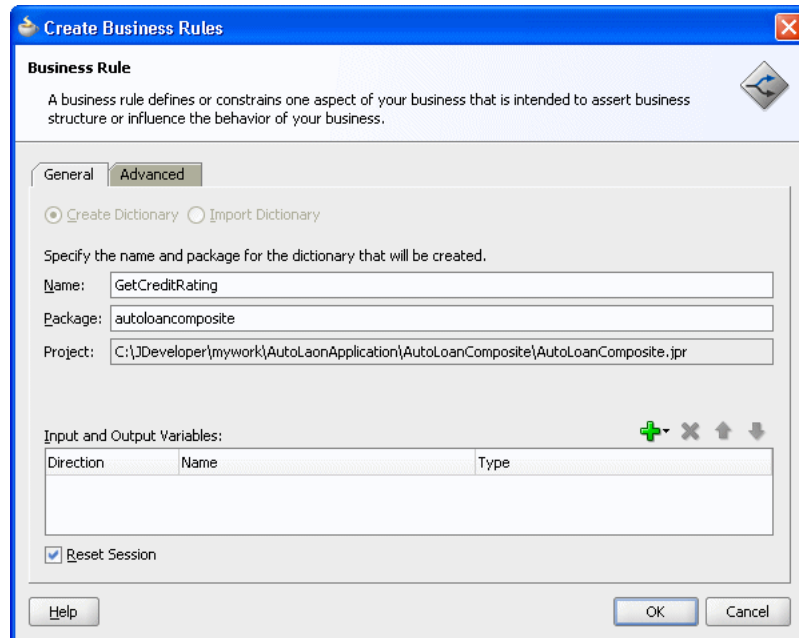 Create Business Rules
Business Rule
A business rule defines or constrains one aspect of your business that is intended to assert business
structure or influence the behavior of your business.
General Advanced
Create Dictionary Import Dictionary
Specify the name and package for the dictionary that will be created.
Name: GetCreditRating
Package: autoloancomposite
Project: C:\JDeveloper\mywork\AutoLaonApplication\AutoLoanComposite\AutoLoanComposite.jpr
Input and Output Variables:
Direction Name Type
Reset Session
Help OK Cancel